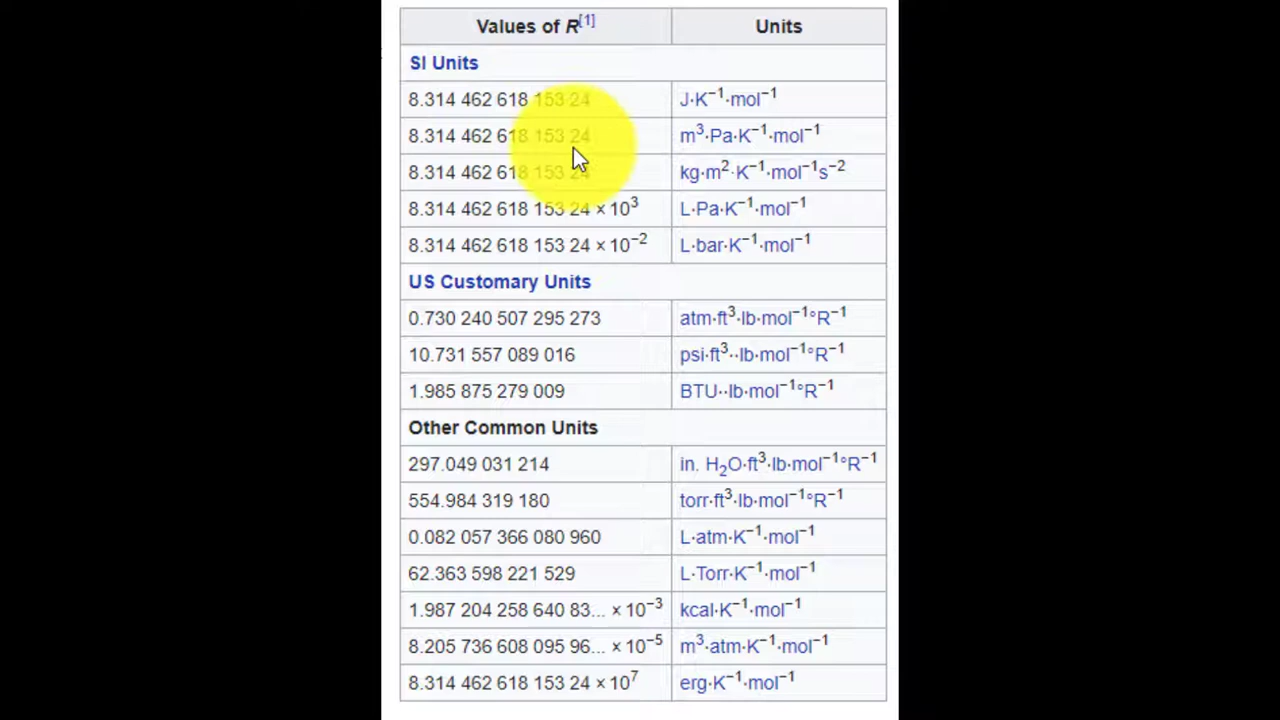 Values of R[1] Units
SI Units
8.314 462 618 153 24 J·K⁻¹·mol⁻¹
8.314 462 618 153 24 m³·Pa·K⁻¹·mol⁻¹
8.314 462 618 153 24 kg·m²·K⁻¹·mol⁻¹s⁻²
8.314 462 618 153 24 × 10³ L·Pa·K⁻¹·mol⁻¹
8.314 462 618 153 24 × 10⁻² L·bar·K⁻¹·mol⁻¹
US Customary Units
0.730 240 507 295 273 atm·ft³·lb·mol⁻¹°R⁻¹
10.731 557 089 016 psi·ft³··lb·mol⁻¹°R⁻¹
1.985 875 279 009 BTU··lb·mol⁻¹°R⁻¹
Other Common Units
297.049 031 214 in. H₂O·ft³·lb·mol⁻¹°R⁻¹
554.984 319 180 torr·ft³·lb·mol⁻¹°R⁻¹
0.082 057 366 080 960 L·atm·K⁻¹·mol⁻¹
62.363 598 221 529 L·Torr·K⁻¹·mol⁻¹
1.987 204 258 640 83... × 10⁻³ kcal·K⁻¹·mol⁻¹
8.205 736 608 095 96... × 10⁻⁵ m³·atm·K⁻¹·mol⁻¹
8.314 462 618 153 24 × 10⁷ erg·K⁻¹·mol⁻¹